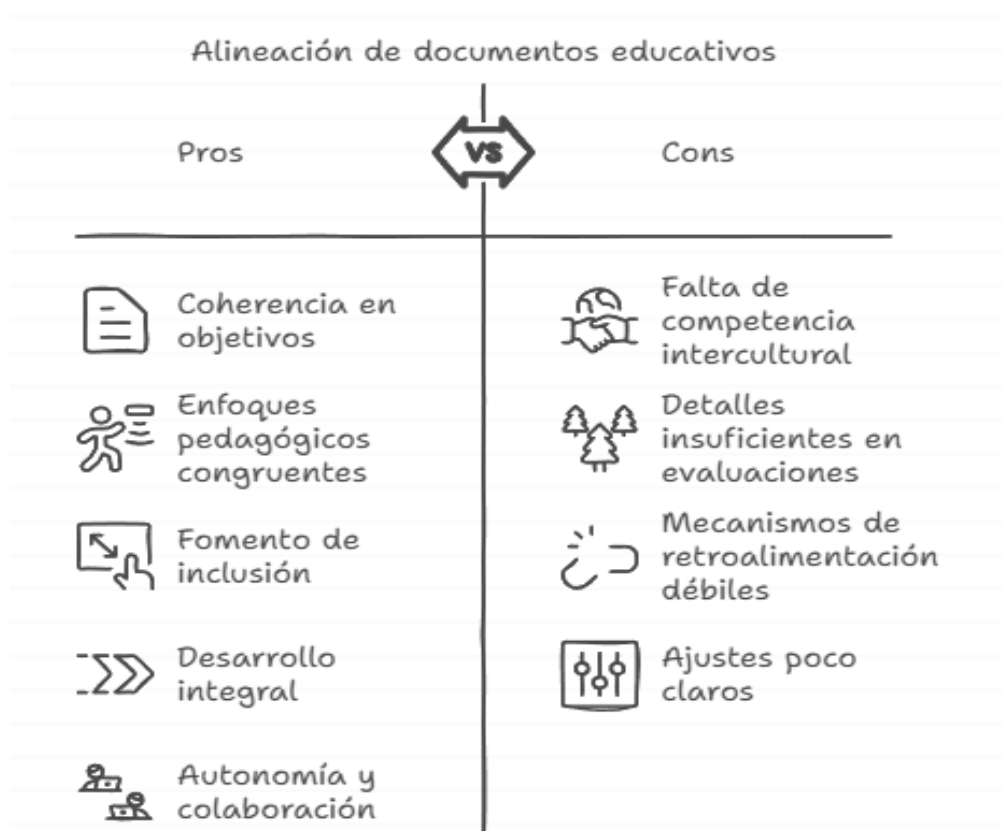 Alineación de documentos educativos
Pros
VS
Cons
Coherencia en
objetivos
Enfoques
pedagógicos
congruentes
Fomento de
inclusión
Desarrollo
integral
Autonomía y
colaboración
Falta de
competencia
intercultural
Detalles
insuficientes en
evaluaciones
Mecanismos de
retroalimentación
débiles
Ajustes poco
claros